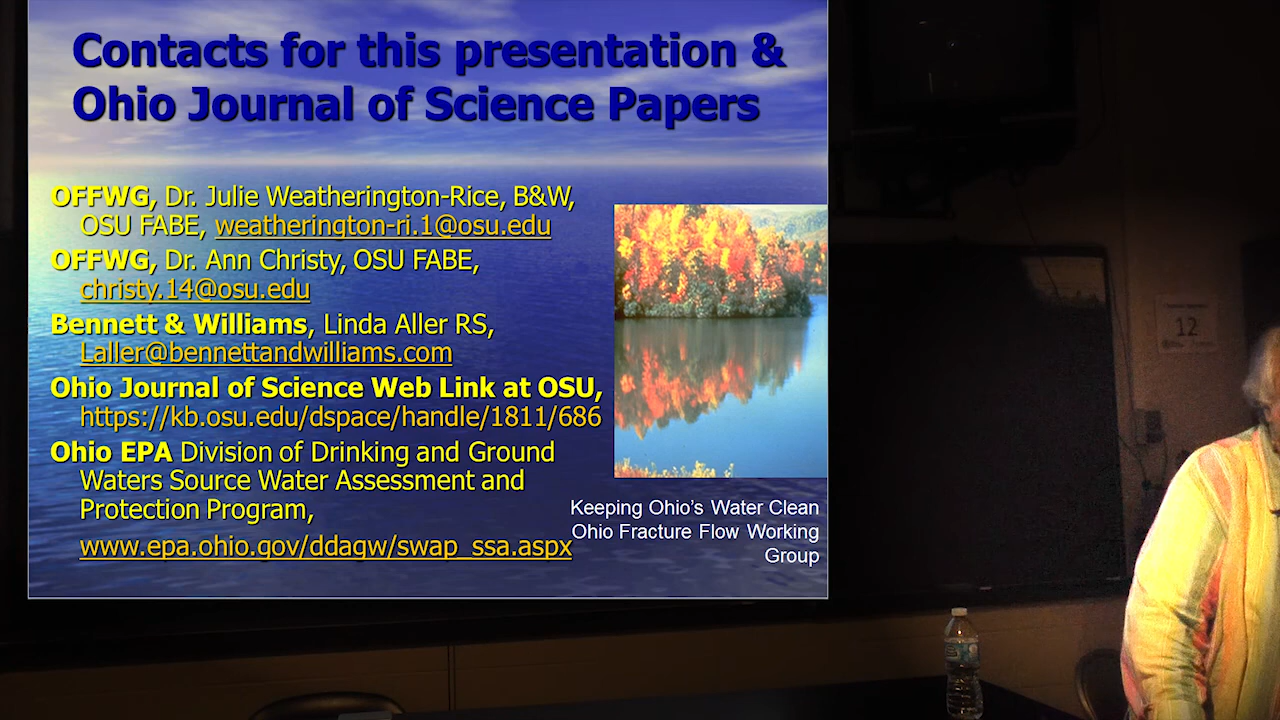 Contacts for this presentation &
Ohio Journal of Science Papers
OFFWG, Dr. Julie Weatherington-Rice, B&W,
OSU FABE, weatherington-ri.1@osu.edu
OFFWG, Dr. Ann Christy, OSU FABE,
christy.14@osu.edu
Bennett & Williams, Linda Aller RS,
Laller@bennettandwilliams.com
Ohio Journal of Science Web Link at OSU,
https://kb.osu.edu/dspace/handle/1811/686
Ohio EPA Division of Drinking and Ground
Waters Source Water Assessment and
Protection Program,
www.epa.ohio.gov/ddagw/swap_ssa.aspx
Keeping Ohio's Water Clean
Ohio Fracture Flow Working
Group
12